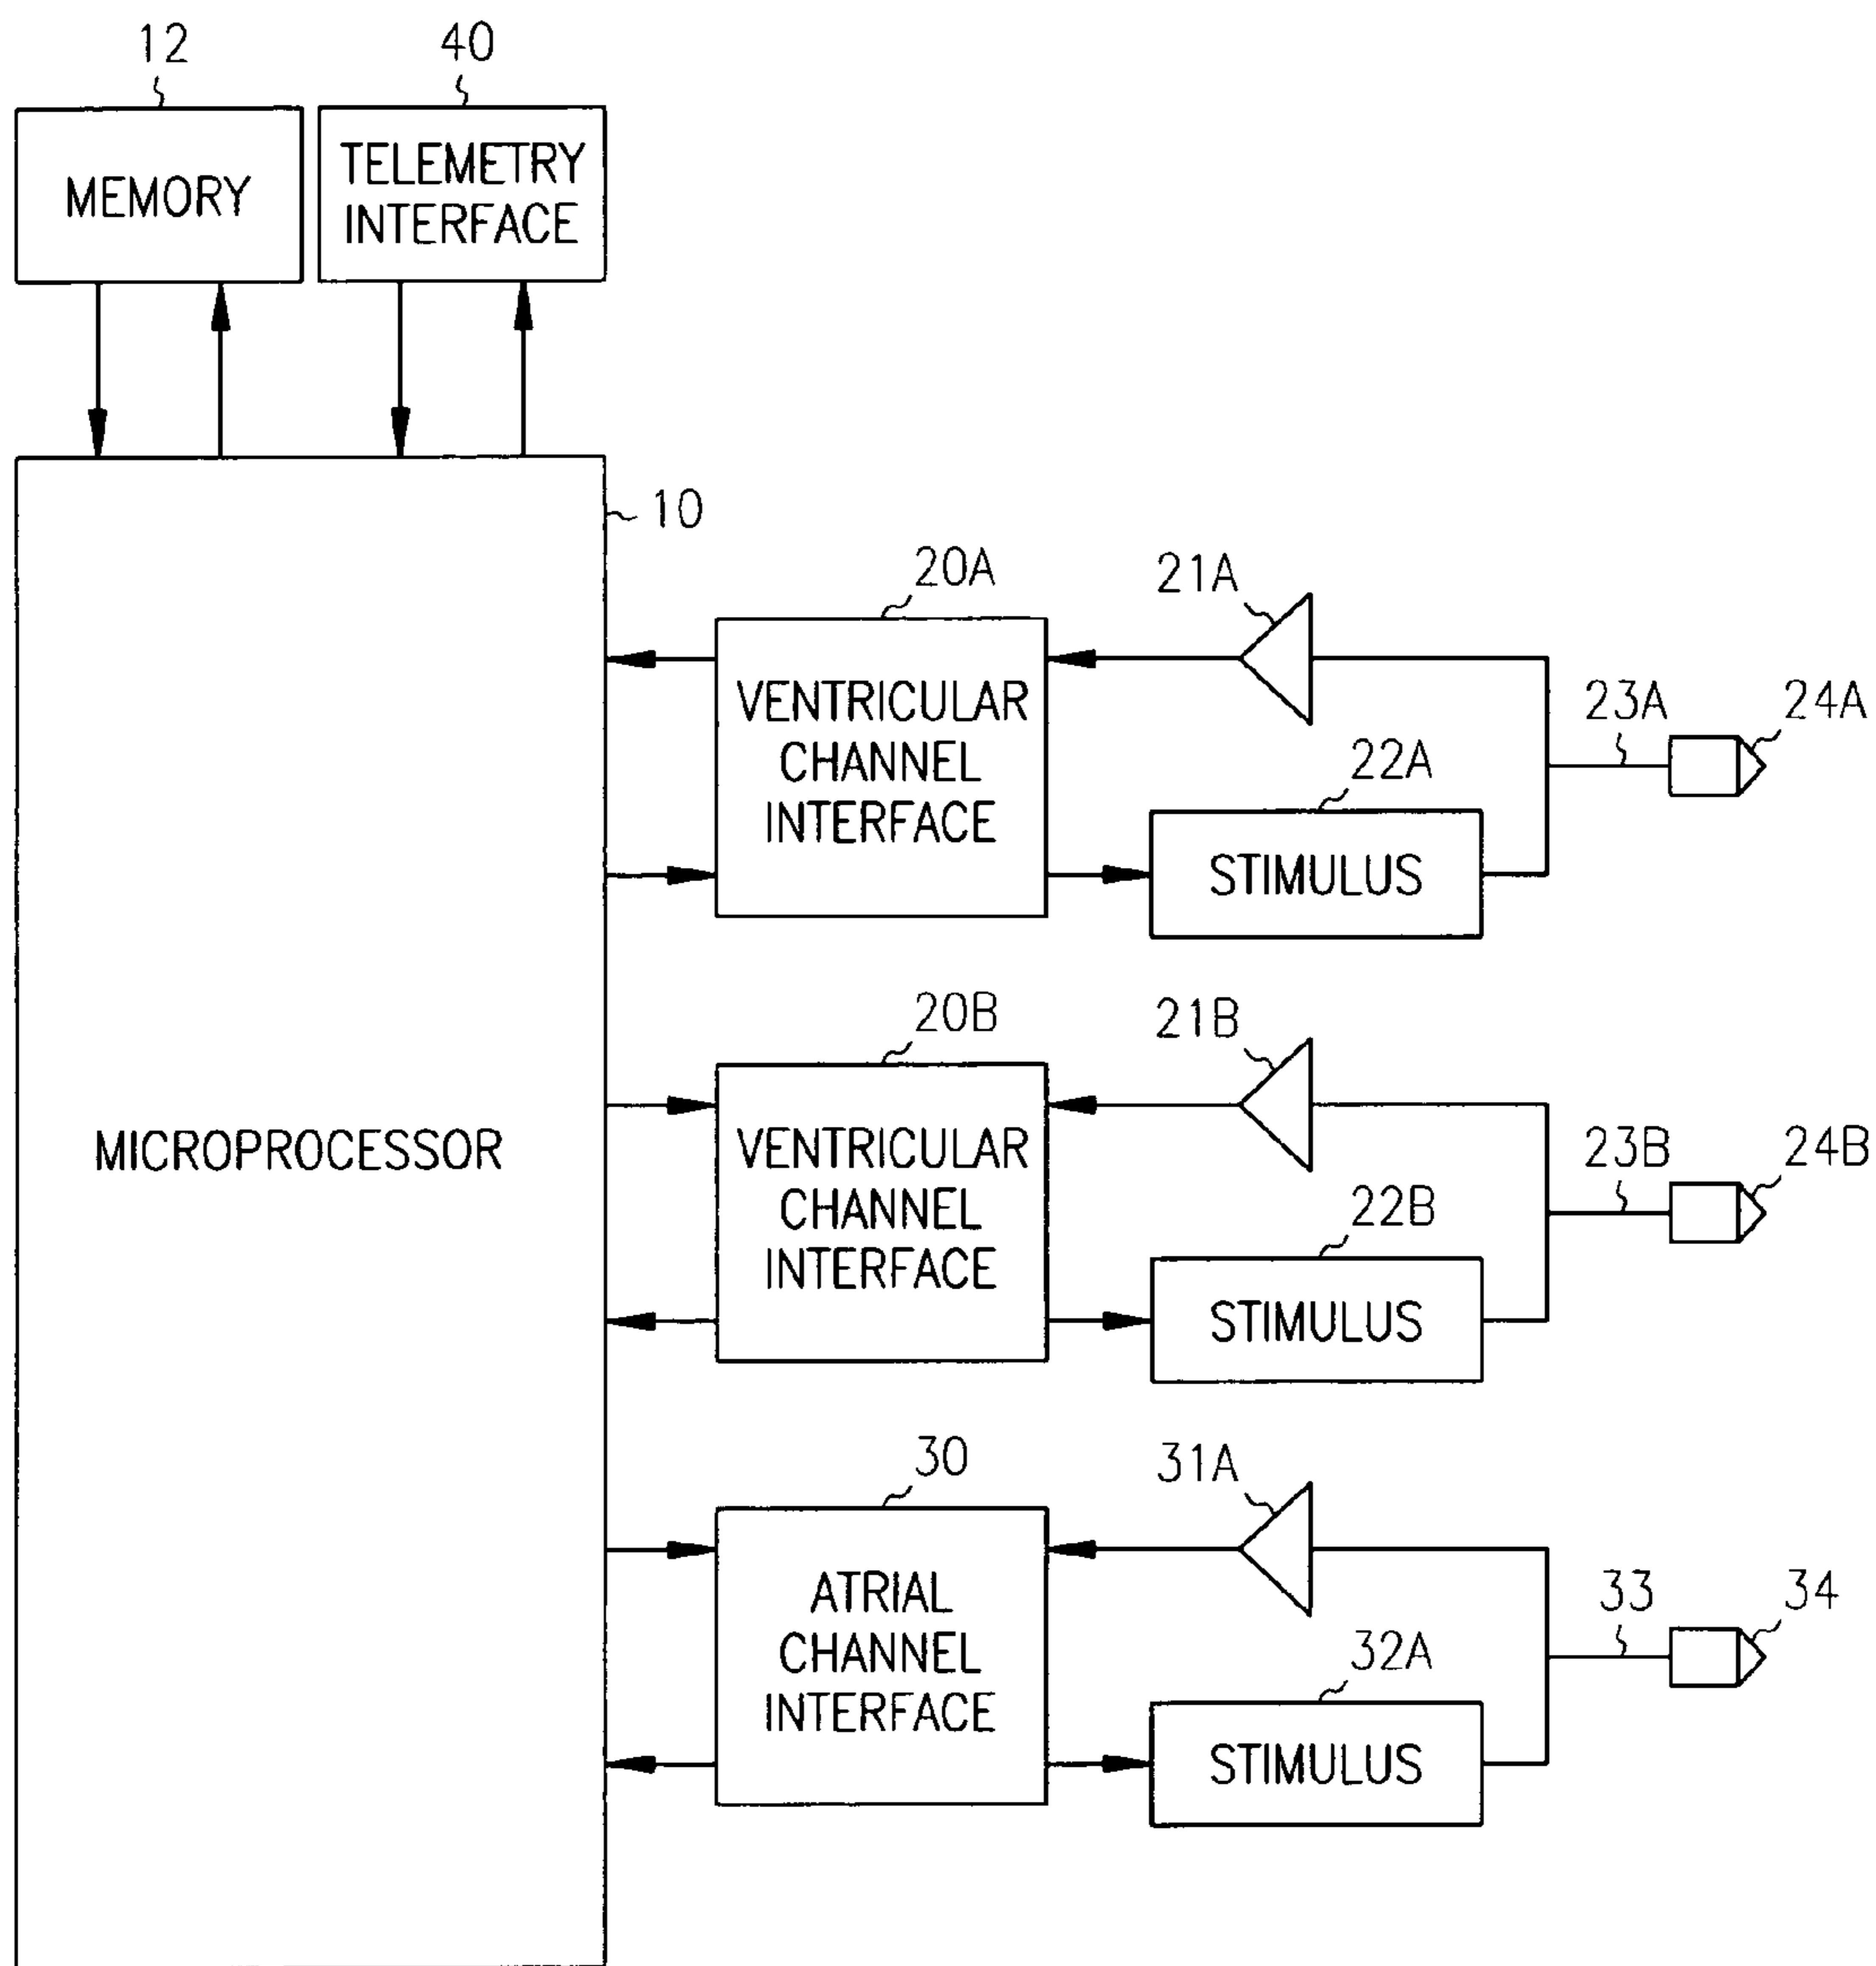 12
40
MEMORY
TELEMETRY
INTERFACE
10
20A
21A
VENTRICULAR
CHANNEL
INTERFACE
23A
24A
22A
STIMULUS
20B
21B
MICROPROCESSOR
VENTRICULAR
CHANNEL
INTERFACE
23B
24B
22B
STIMULUS
30
31A
ATRIAL
CHANNEL
INTERFACE
33
34
32A
STIMULUS